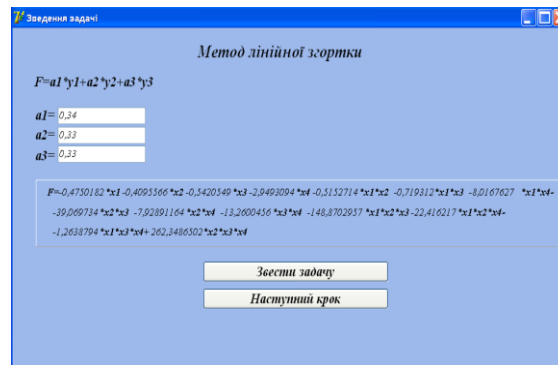 Зведення задачі
Метод лінійної згортки
F=a1*y1+a2*y2+a3*y3
a1= 0,34
a2= 0,33
a3= 0,33
F=-0,4750182 *x1 -0,4095566 *x2 -0,5420549 *x3 -2,9493094 *x4 -0,5152714 *x1*x2 -0,719312 *x1*x3 -8,0167627 *x1*x4-
-39,069734 *x2*x3 -7,92891164 *x2*x4 -13,2600456 *x3*x4 -148,8702957 *x1*x2*x3 -22,416217 *x1*x2*x4-
-1,2638794 *x1*x3*x4+ 262,3486502 *x2*x3*x4
Звести задачу
Наступний крок